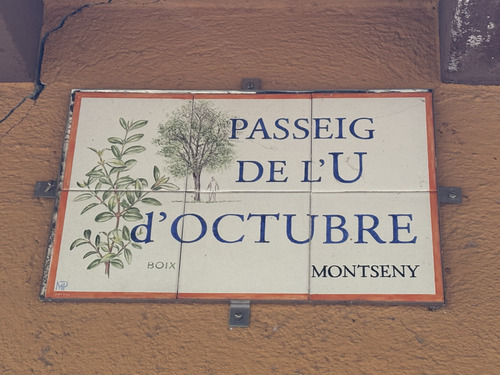 PASSEIG
DE L'U
d'OCTUBRE
BOIX
MONTSENY